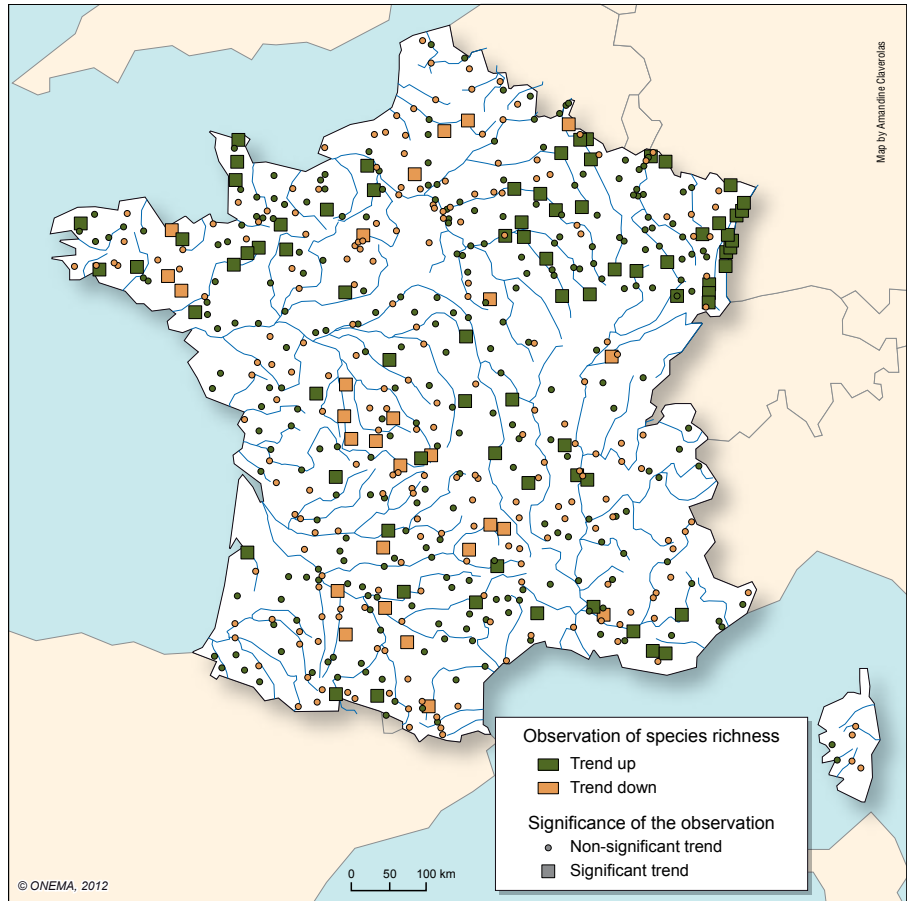 Map by Amandine Claverolas
Observation of species richness
Trend up
Trend down
Significance of the observation
Non-significant trend
Significant trend
0 50 100 km
© ONEMA, 2012